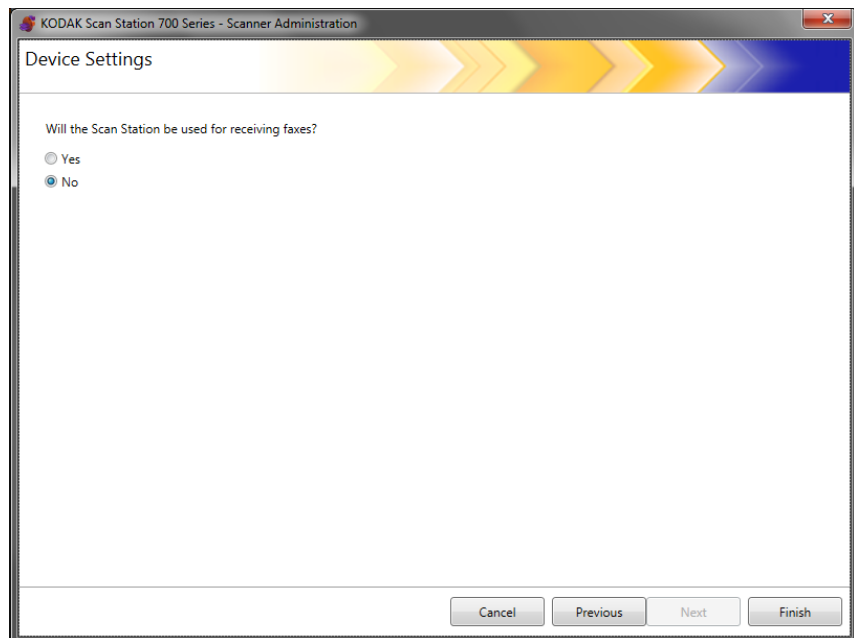 KODAK Scan Station 700 Series - Scanner Administration
Device Settings
Will the Scan Station be used for receiving faxes?
Yes
No
Cancel Previous Next Finish